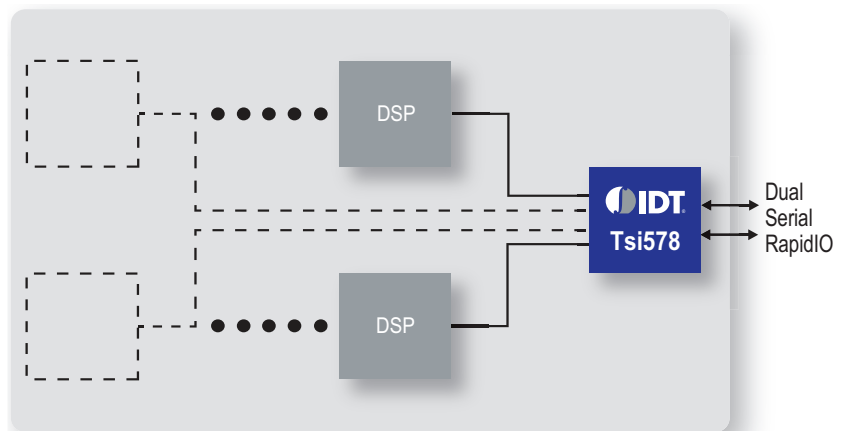 DSP
IDT
Tsi578
Dual
Serial
RapidIO
DSP